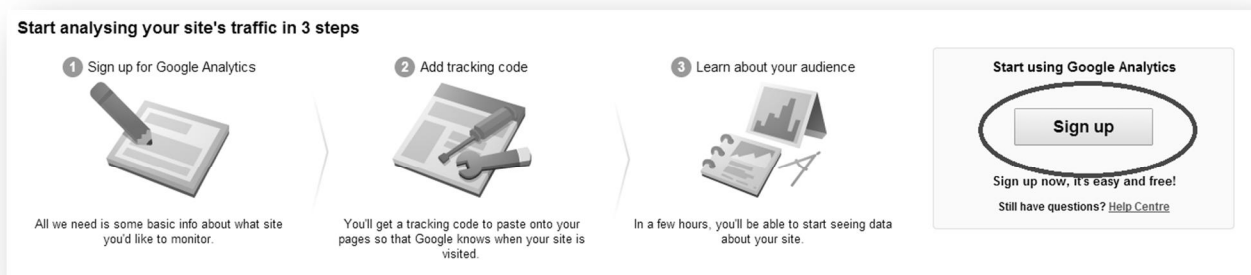 Start analysing your site's traffic in 3 steps
1 Sign up for Google Analytics
All we need is some basic info about what site
you'd like to monitor.
2 Add tracking code
You'll get a tracking code to paste onto your
pages so that Google knows when your site is
visited.
3 Learn about your audience
In a few hours, you'll be able to start seeing data
about your site.
Start using Google Analytics
Sign up
Sign up now, it's easy and free!
Still have questions? Help Centre